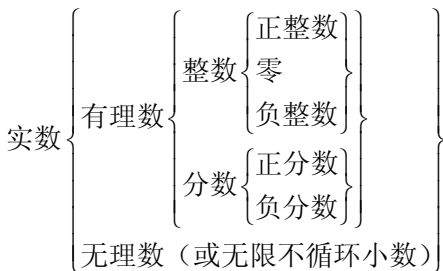 正整数
整数
零
负整数
有理数
实数
正分数
分数
负分数
无理数（或无限不循环小数）